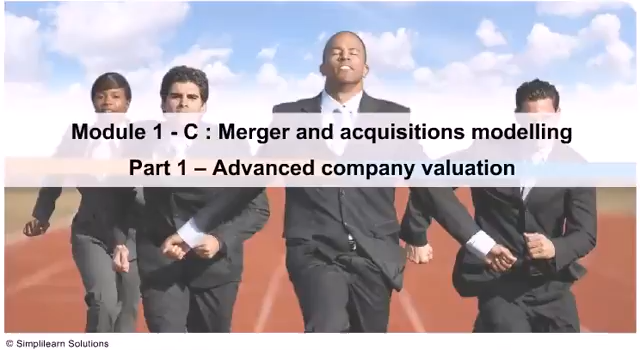 Module 1 - C : Merger and acquisitions modelling
Part 1 – Advanced company valuation
© Simplilearn Solutions